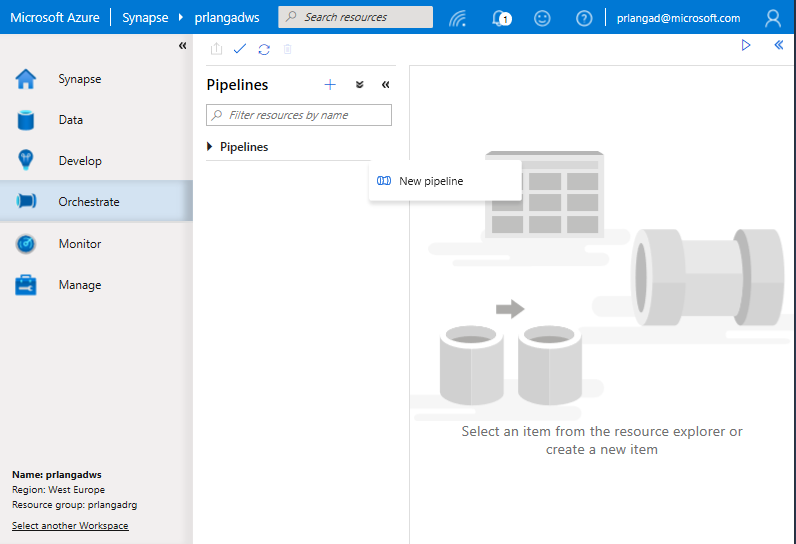 Microsoft Azure
Synapse
prlangadws
Search resources
1
prlangad@microsoft.com
Synapse
Data
Develop
Orchestrate
Monitor
Manage
Pipelines
Filter resources by name
Pipelines
New pipeline
Select an item from the resource explorer or
create a new item
Name: prlangadws
Region: West Europe
Resource group: prlangadrg
Select another Workspace